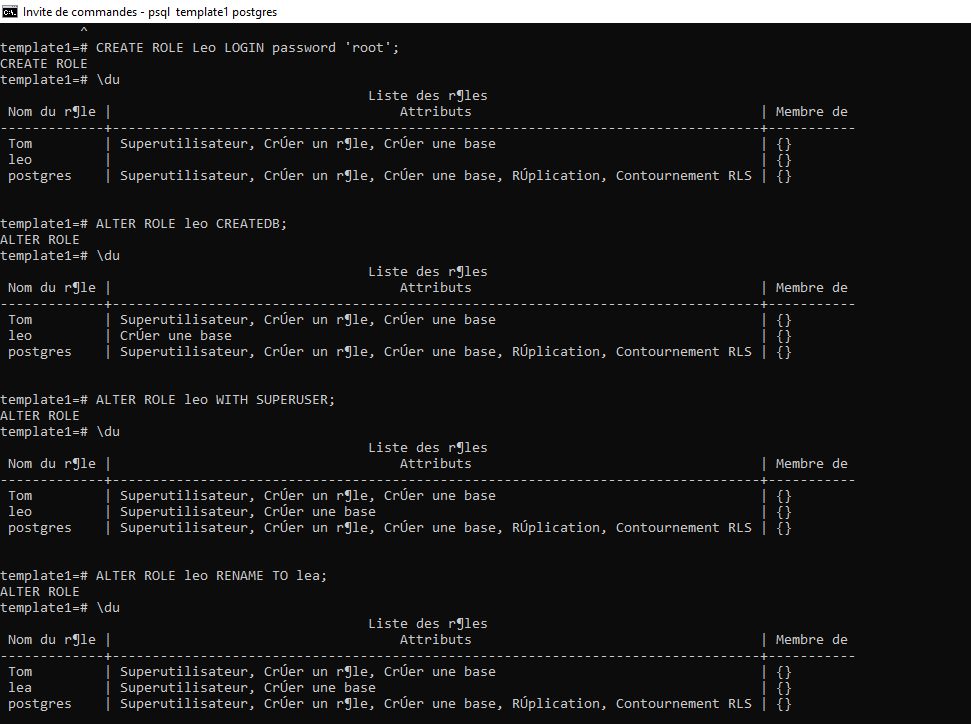 Invite de commandes - psql  template1 postgres
^
template1=# CREATE ROLE Leo LOGIN password 'root';
CREATE ROLE
template1=# \du
Liste des r¶les
Nom du r¶le | Attributs | Membre de
-------------+--------------------------------------------------------------------------------+-----------
Tom | Superutilisateur, CrÚer un r¶le, CrÚer une base | {}
leo | | {}
postgres | Superutilisateur, CrÚer un r¶le, CrÚer une base, RÚplication, Contournement RLS | {}
template1=# ALTER ROLE leo CREATEDB;
ALTER ROLE
template1=# \du
Liste des r¶les
Nom du r¶le | Attributs | Membre de
-------------+--------------------------------------------------------------------------------+-----------
Tom | Superutilisateur, CrÚer un r¶le, CrÚer une base | {}
leo | CrÚer une base | {}
postgres | Superutilisateur, CrÚer un r¶le, CrÚer une base, RÚplication, Contournement RLS | {}
template1=# ALTER ROLE leo WITH SUPERUSER;
ALTER ROLE
template1=# \du
Liste des r¶les
Nom du r¶le | Attributs | Membre de
-------------+--------------------------------------------------------------------------------+-----------
Tom | Superutilisateur, CrÚer un r¶le, CrÚer une base | {}
leo | Superutilisateur, CrÚer une base | {}
postgres | Superutilisateur, CrÚer un r¶le, CrÚer une base, RÚplication, Contournement RLS | {}
template1=# ALTER ROLE leo RENAME TO lea;
ALTER ROLE
template1=# \du
Liste des r¶les
Nom du r¶le | Attributs | Membre de
-------------+--------------------------------------------------------------------------------+-----------
Tom | Superutilisateur, CrÚer un r¶le, CrÚer une base | {}
lea | Superutilisateur, CrÚer une base | {}
postgres | Superutilisateur, CrÚer un r¶le, CrÚer une base, RÚplication, Contournement RLS | {}